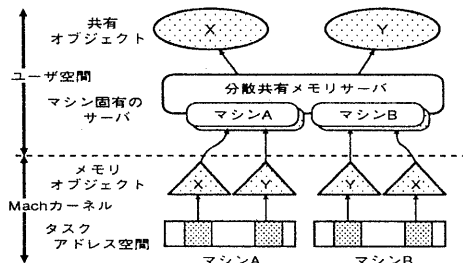 共有
オブジェクト
X
Y
ユーザ空間
分散共有メモリサーバ
マシン固有の
サーバ
マシンA
マシンB
メモリ
オブジェクト
X
Y
Y
X
Machカーネル
タスク
アドレス空間
マシンA
マシンB